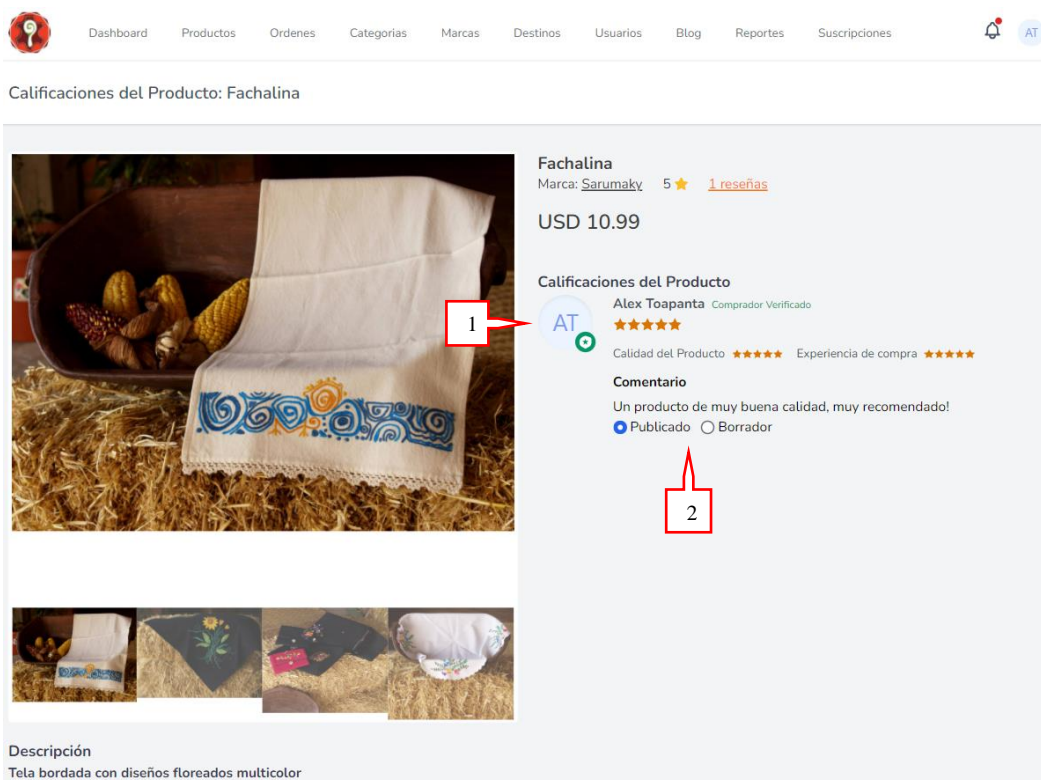 Dashboard Productos Ordenes Categorias Marcas Destinos Usuarios Blog Reportes Suscripciones AT
Calificaciones del Producto: Fachalina
Fachalina
Marca: Sarumaky 5 1 reseñas
USD 10.99
Calificaciones del Producto
1
AT
Alex Toapanta Comprador Verificado
Calidad del Producto Experiencia de compra
Comentario
Un producto de muy buena calidad, muy recomendado!
Publicado Borrador
2
Descripción
Tela bordada con diseños floreados multicolor